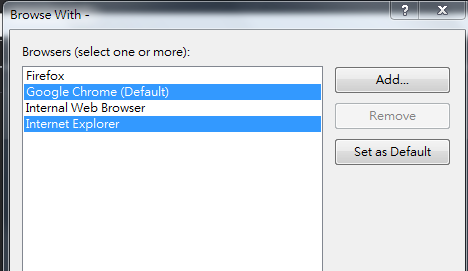 Browse With -
Browsers (select one or more):
Firefox
Google Chrome (Default)
Internal Web Browser
Internet Explorer
Add...
Remove
Set as Default